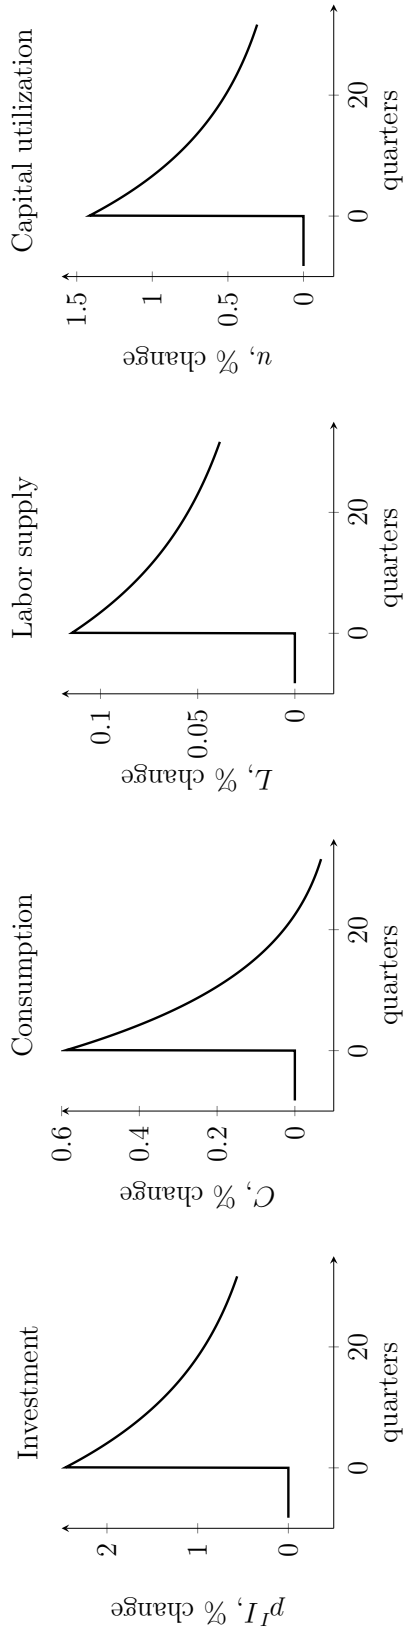 Investment
p^I I, % change
2
1
0
0
20
quarters
Consumption
C, % change
0.6
0.4
0.2
0
0
20
quarters
Labor supply
L, % change
0.1
0.05
0
0
20
quarters
Capital utilization
u, % change
1.5
1
0.5
0
0
20
quarters